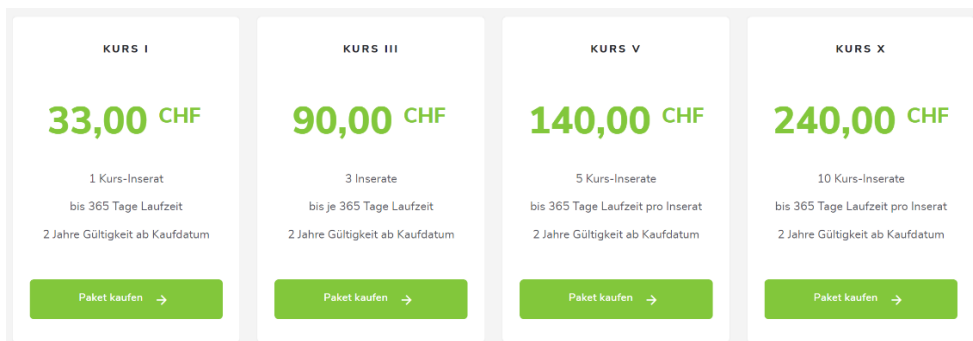 KURS I
33,00 CHF
1 Kurs-Inserat
bis 365 Tage Laufzeit
2 Jahre Gültigkeit ab Kaufdatum
Paket kaufen →
KURS III
90,00 CHF
3 Inserate
bis je 365 Tage Laufzeit
2 Jahre Gültigkeit ab Kaufdatum
Paket kaufen →
KURS V
140,00 CHF
5 Kurs-Inserate
bis 365 Tage Laufzeit pro Inserat
2 Jahre Gültigkeit ab Kaufdatum
Paket kaufen →
KURS X
240,00 CHF
10 Kurs-Inserate
bis 365 Tage Laufzeit pro Inserat
2 Jahre Gültigkeit ab Kaufdatum
Paket kaufen →